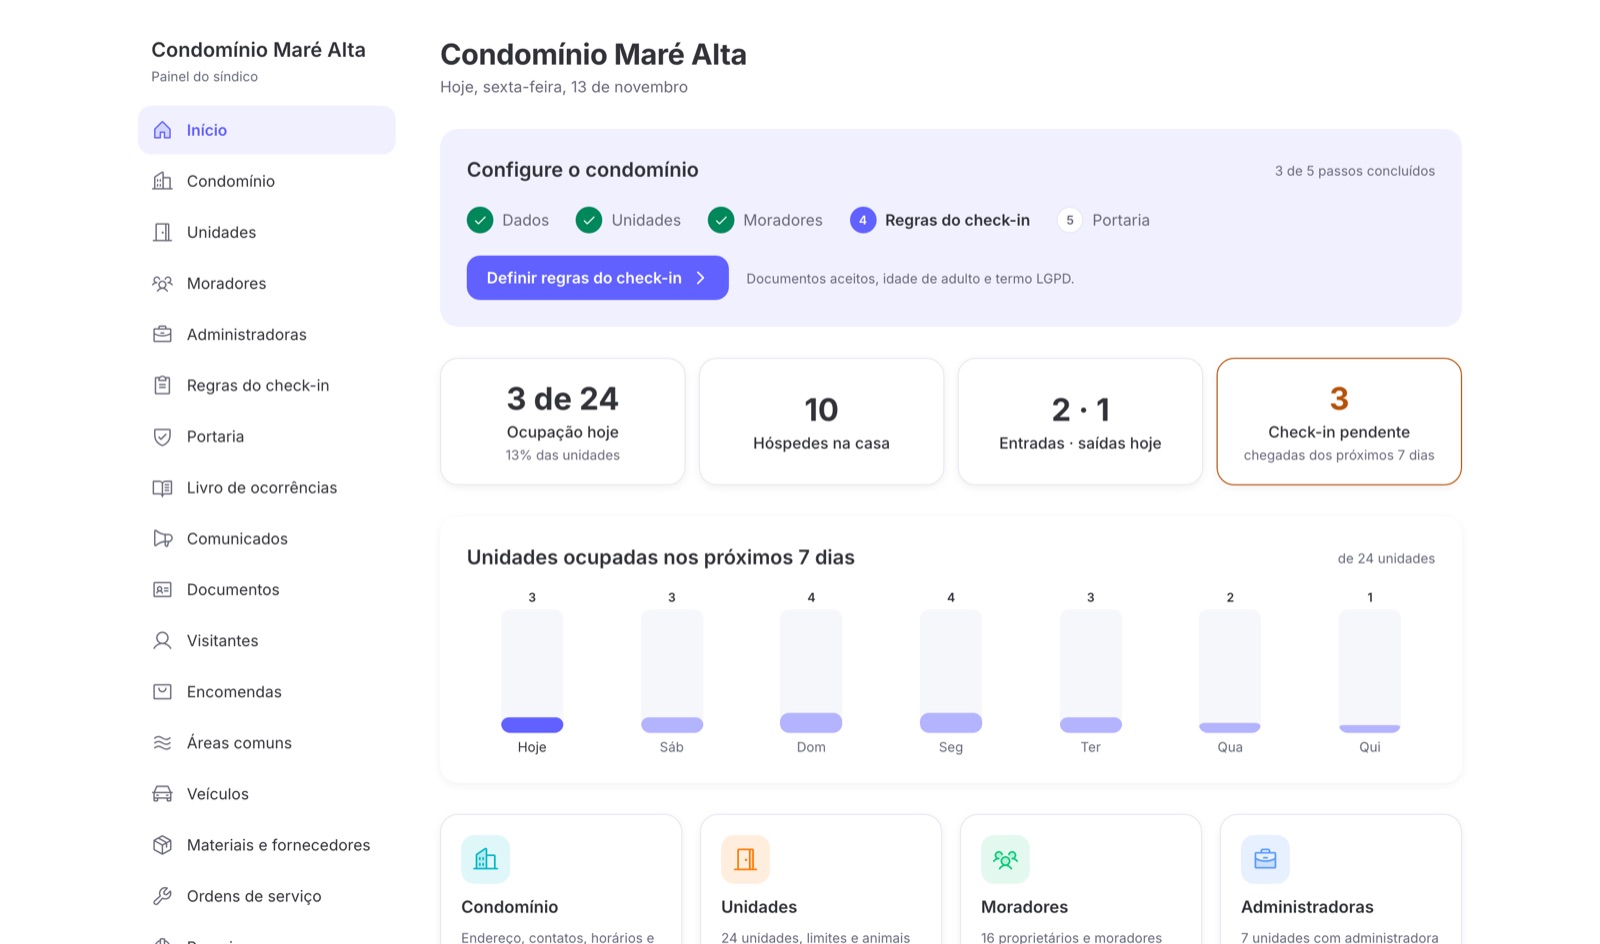 Condomínio Maré Alta
Painel do síndico
Início
Condomínio
Unidades
Moradores
Administradoras
Regras do check-in
Portaria
Livro de ocorrências
Comunicados
Documentos
Visitantes
Encomendas
Áreas comuns
Veículos
Materiais e fornecedores
Ordens de serviço
Condomínio Maré Alta
Hoje, sexta-feira, 13 de novembro
Configure o condomínio
3 de 5 passos concluídos
Dados
Unidades
Moradores
4 Regras do check-in
5 Portaria
Definir regras do check-in
Documentos aceitos, idade de adulto e termo LGPD.
3 de 24
Ocupação hoje
13% das unidades
10
Hóspedes na casa
2 · 1
Entradas · saídas hoje
3
Check-in pendente
chegadas dos próximos 7 dias
Unidades ocupadas nos próximos 7 dias
de 24 unidades
3 3 4 4 3 2 1
Hoje Sáb Dom Seg Ter Qua Qui
Condomínio
Endereço, contatos, horários e
Unidades
24 unidades, limites e animais
Moradores
16 proprietários e moradores
Administradoras
7 unidades com administradora